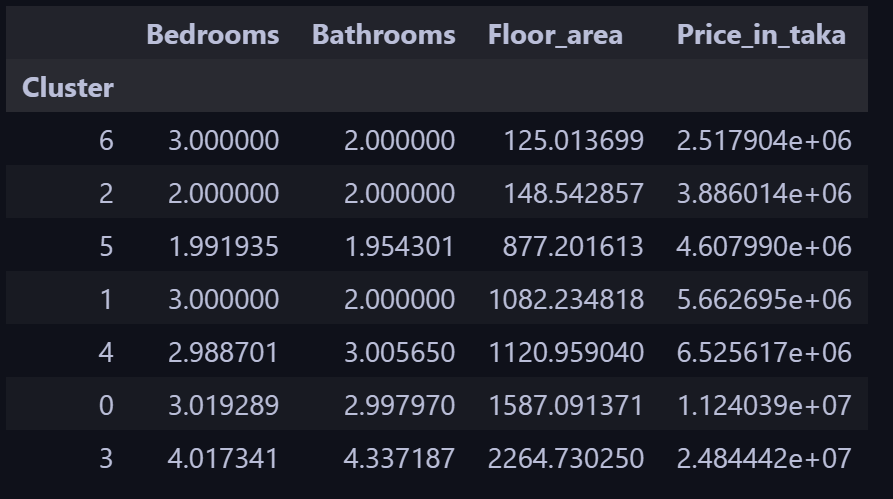 Bedrooms Bathrooms Floor_area Price_in_taka
Cluster
6 3.000000 2.000000 125.013699 2.517904e+06
2 2.000000 2.000000 148.542857 3.886014e+06
5 1.991935 1.954301 877.201613 4.607990e+06
1 3.000000 2.000000 1082.234818 5.662695e+06
4 2.988701 3.005650 1120.959040 6.525617e+06
0 3.019289 2.997970 1587.091371 1.124039e+07
3 4.017341 4.337187 2264.730250 2.484442e+07